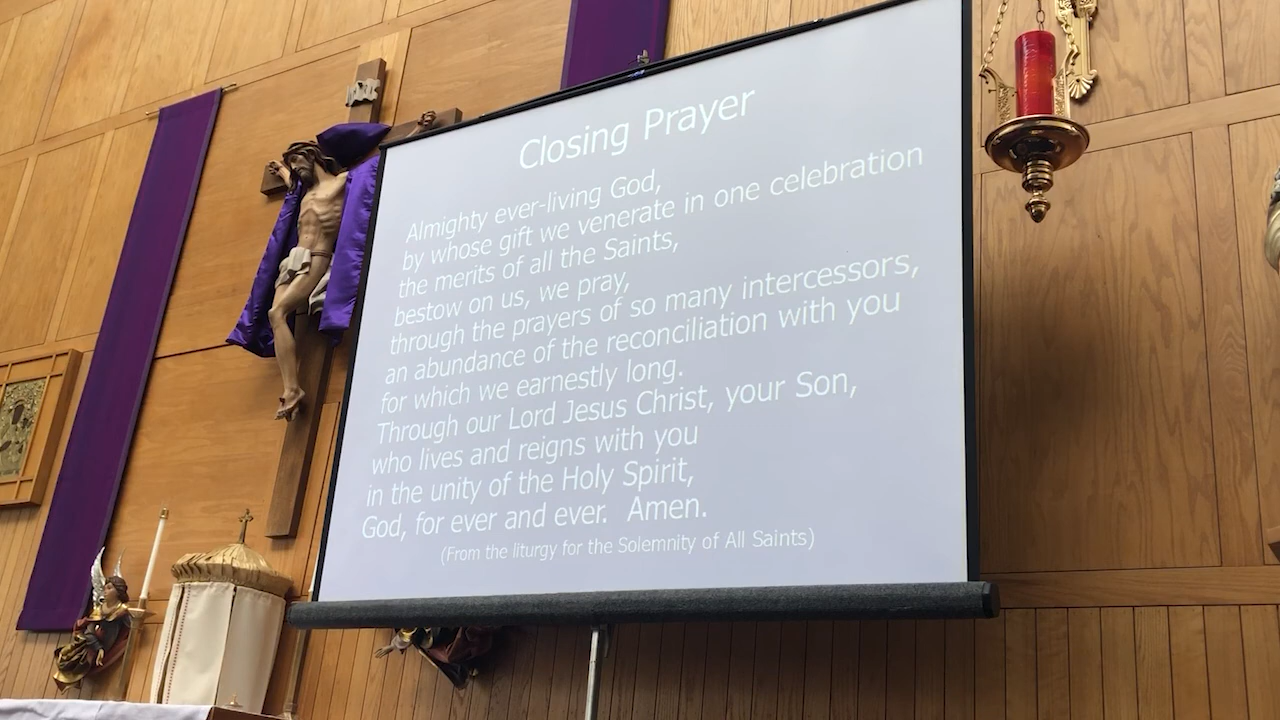 Closing Prayer
Almighty ever-living God,
by whose gift we venerate in one celebration
the merits of all the Saints,
bestow on us, we pray,
through the prayers of so many intercessors,
an abundance of the reconciliation with you
for which we earnestly long.
Through our Lord Jesus Christ, your Son,
who lives and reigns with you
in the unity of the Holy Spirit,
God, for ever and ever.  Amen.
(From the liturgy for the Solemnity of All Saints)